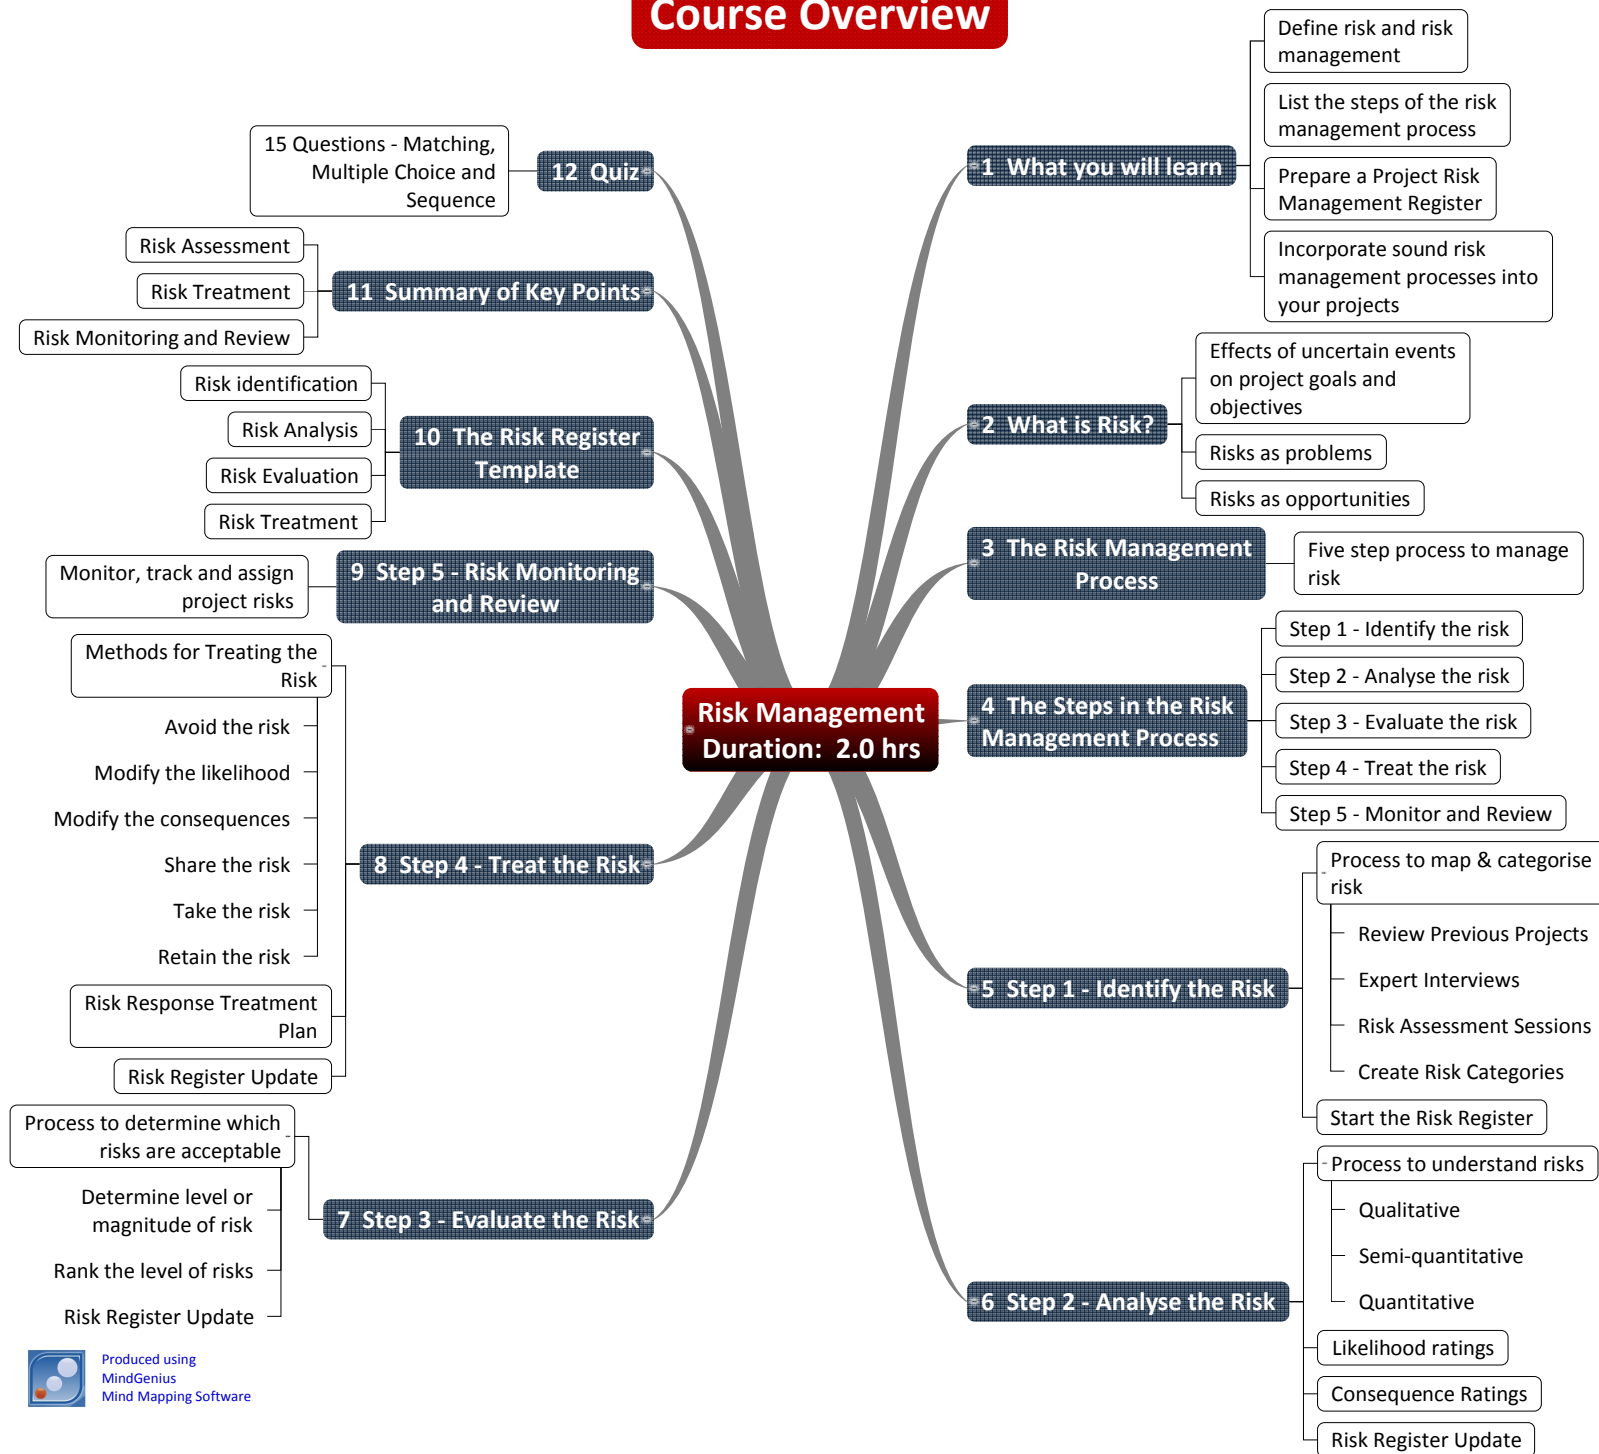 Course Overview
Risk Management
Duration:  2.0 hrs
1  What you will learn
Define risk and risk
management
List the steps of the risk
management process
Prepare a Project Risk
Management Register
Incorporate sound risk
management processes into
your projects
2  What is Risk?
Effects of uncertain events
on project goals and
objectives
Risks as problems
Risks as opportunities
3  The Risk Management
Process
Five step process to manage
risk
4  The Steps in the Risk
Management Process
Step 1 - Identify the risk
Step 2 - Analyse the risk
Step 3 - Evaluate the risk
Step 4 - Treat the risk
Step 5 - Monitor and Review
5  Step 1 - Identify the Risk
Process to map & categorise
risk
Review Previous Projects
Expert Interviews
Risk Assessment Sessions
Create Risk Categories
Start the Risk Register
6  Step 2 - Analyse the Risk
Process to understand risks
Qualitative
Semi-quantitative
Quantitative
Likelihood ratings
Consequence Ratings
Risk Register Update
7  Step 3 - Evaluate the Risk
Process to determine which
risks are acceptable
Determine level or
magnitude of risk
Rank the level of risks
Risk Register Update
8  Step 4 - Treat the Risk
Methods for Treating the
Risk
Avoid the risk
Modify the likelihood
Modify the consequences
Share the risk
Take the risk
Retain the risk
Risk Response Treatment
Plan
Risk Register Update
9  Step 5 - Risk Monitoring
and Review
Monitor, track and assign
project risks
10  The Risk Register
Template
Risk identification
Risk Analysis
Risk Evaluation
Risk Treatment
11  Summary of Key Points
Risk Assessment
Risk Treatment
Risk Monitoring and Review
12  Quiz
15 Questions - Matching,
Multiple Choice and
Sequence
Produced using
MindGenius
Mind Mapping Software